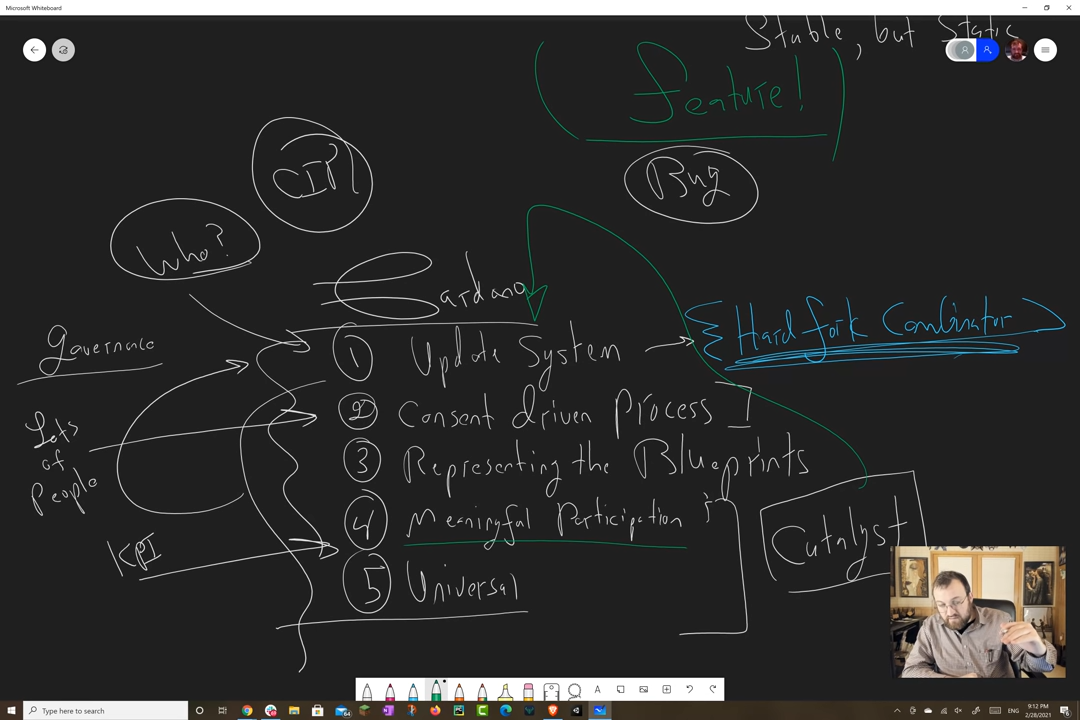 Microsoft Whiteboard
Stable, but Static
Feature!
Bug
CIP
Who?
Cardano
Governance
① Update System
Hard fork Combinator
② Consent driven Process
Lots
of
People
③ Representing the Blueprints
④ Meaningful Participation
KPI
⑤ Universal
Catalyst
Type here to search
64
ENG
9:12 PM
2/28/2021
6